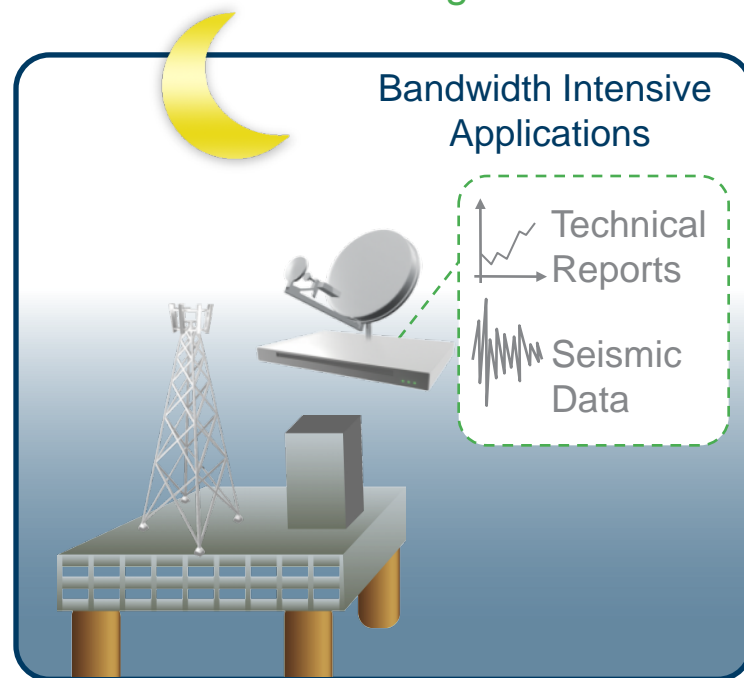 Bandwidth Intensive
Applications
Technical
Reports
Seismic
Data